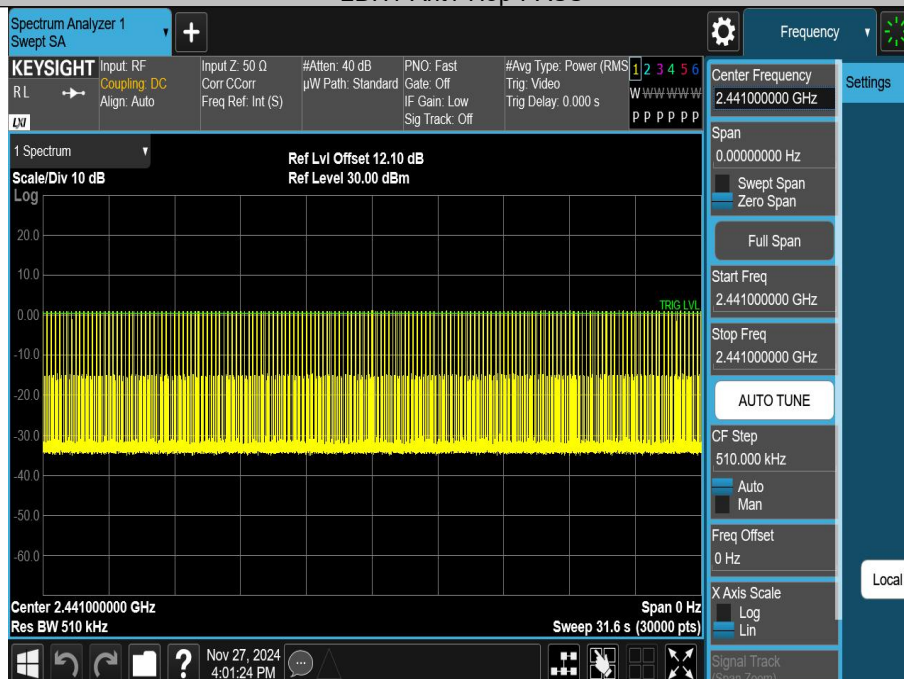 Spectrum Analyzer 1
Swept SA
+
Frequency
KEYSIGHT
R L
LXI
Input: RF
Coupling: DC
Align: Auto
Input Z: 50 Ω
Corr CCorr
Freq Ref: Int (S)
#Atten: 40 dB
µW Path: Standard
PNO: Fast
Gate: Off
IF Gain: Low
Sig Track: Off
#Avg Type: Power (RMS
Trig: Video
Trig Delay: 0.000 s
1 2 3 4 5 6
W W W W W W
P P P P P P
Center Frequency
2.441000000 GHz
Settings
Span
0.00000000 Hz
Swept Span
Zero Span
Full Span
Start Freq
2.441000000 GHz
Stop Freq
2.441000000 GHz
AUTO TUNE
CF Step
510.000 kHz
Auto
Man
Freq Offset
0 Hz
X Axis Scale
Log
Lin
Signal Track
(Span Zoom)
Local
1 Spectrum
Scale/Div 10 dB
Ref Lvl Offset 12.10 dB
Ref Level 30.00 dBm
Log
20.0
10.0
0.00
TRIG LVL
-10.0
-20.0
-30.0
-40.0
-50.0
-60.0
Center 2.441000000 GHz
Span 0 Hz
Res BW 510 kHz
Sweep 31.6 s (30000 pts)
?
Nov 27, 2024
4:01:24 PM